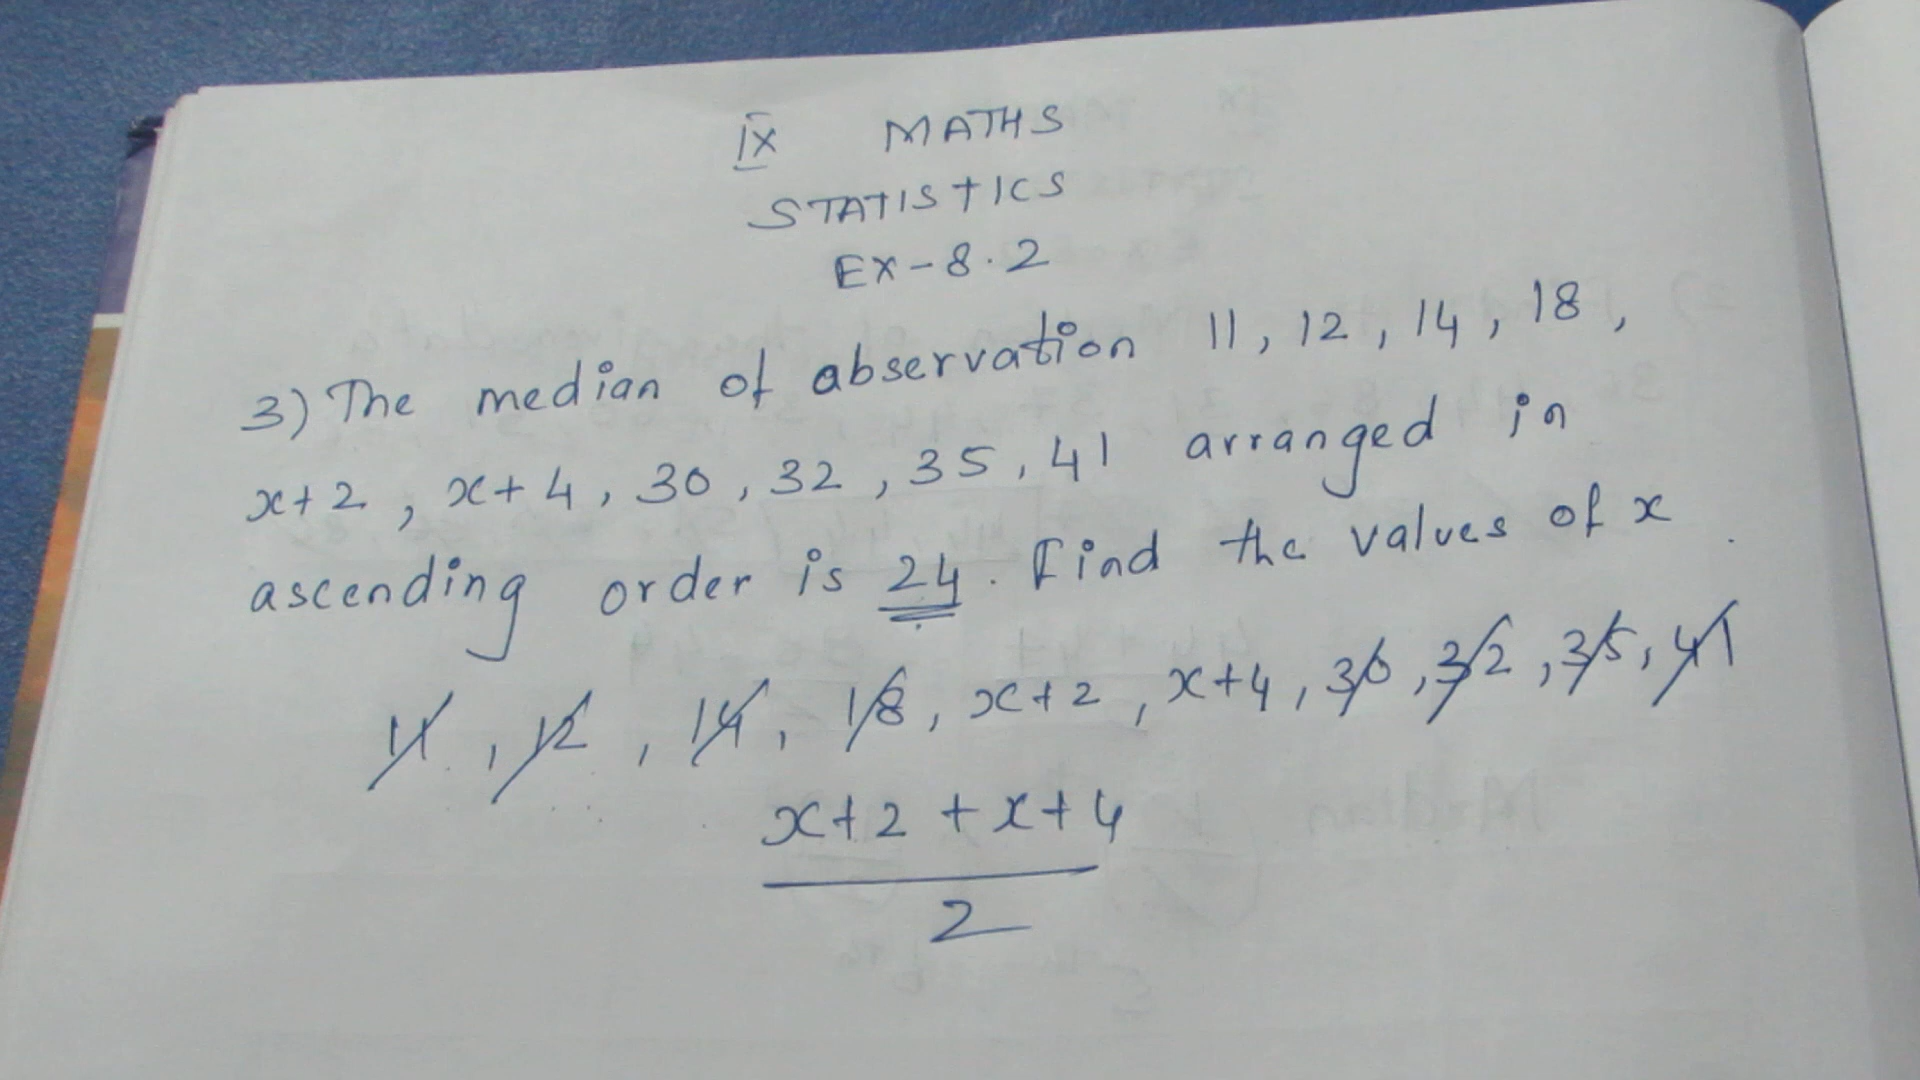 IX MATHS
STATISTICS
EX-8.2
3) The median of observation 11, 12, 14, 18,
x+2, x+4, 30, 32, 35, 41 arranged in
ascending order is 24. Find the values of x.
11, 12, 14, 18, x+2, x+4, 30, 32, 35, 41
x+2 + x+4
2